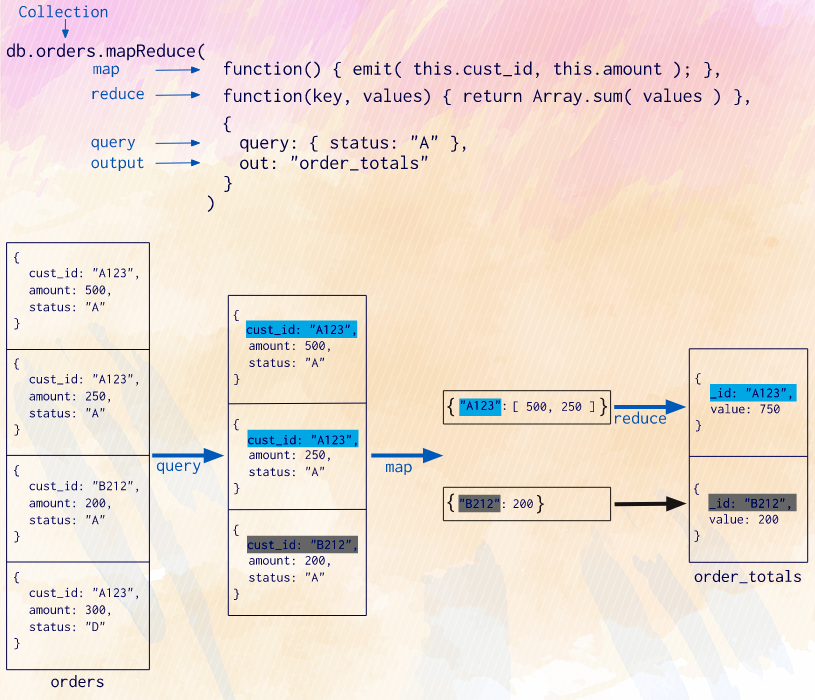 Collection
db.orders.mapReduce(
map function() { emit( this.cust_id, this.amount ); },
reduce function(key, values) { return Array.sum( values ) },
{
query query: { status: "A" },
output out: "order_totals"
}
)
{
cust_id: "A123",
amount: 500,
status: "A"
}
{
cust_id: "A123",
amount: 250,
status: "A"
}
{
cust_id: "B212",
amount: 200,
status: "A"
}
{
cust_id: "A123",
amount: 300,
status: "D"
}
orders
query
{
cust_id: "A123",
amount: 500,
status: "A"
}
{
cust_id: "A123",
amount: 250,
status: "A"
}
{
cust_id: "B212",
amount: 200,
status: "A"
}
map
{"A123":[ 500, 250 ]}
{"B212": 200}
reduce
{
_id: "A123",
value: 750
}
{
_id: "B212",
value: 200
}
order_totals